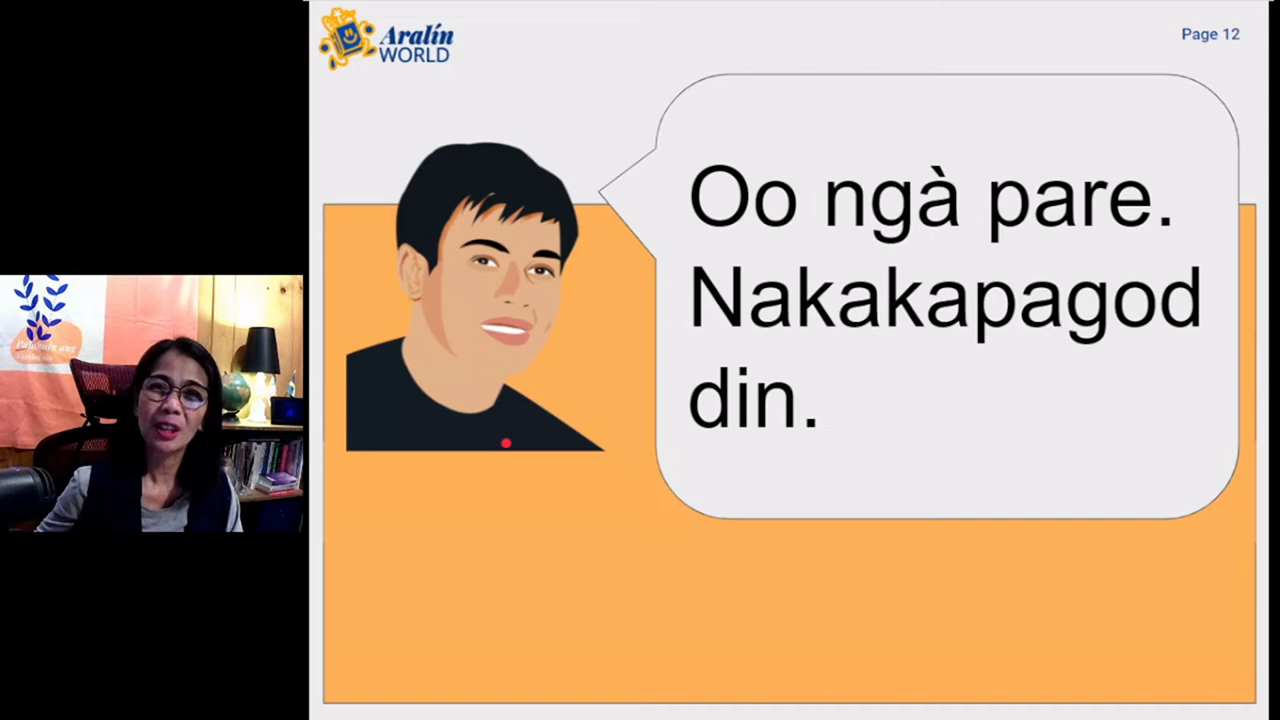 Aralín
WORLD
Page 12
Oo ngà pare.
Nakakapagod
din.